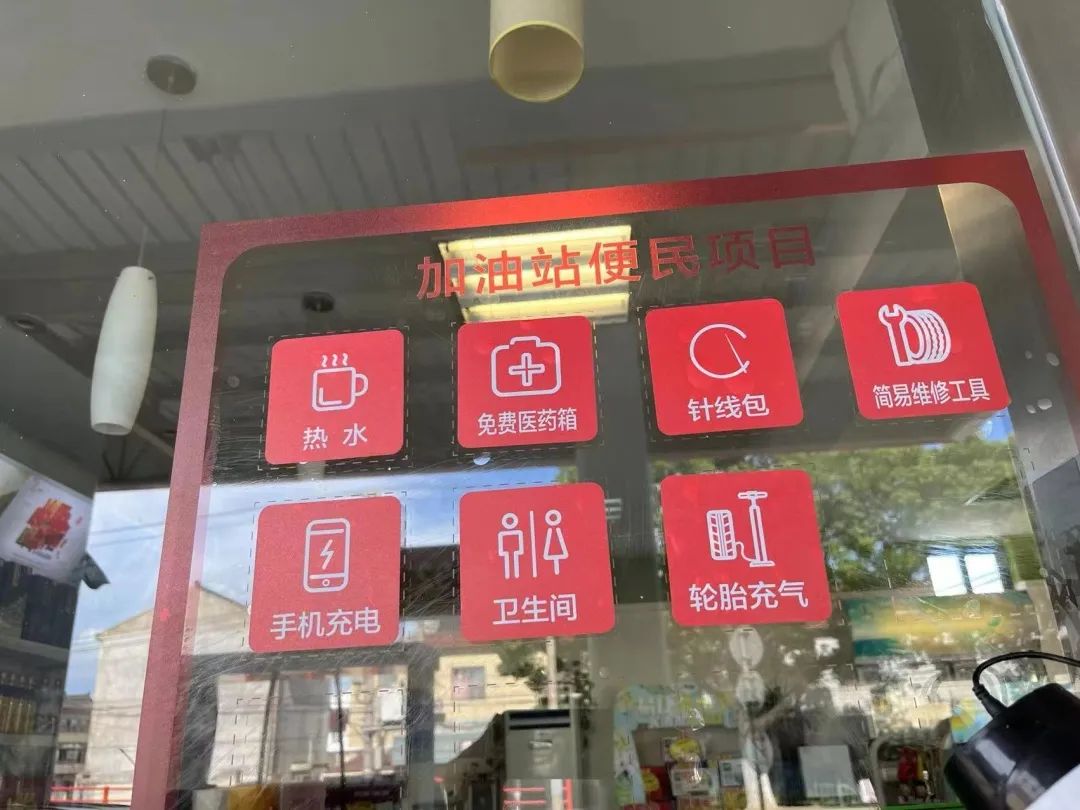 加油站便民项目
热水
免费医药箱
针线包
简易维修工具
手机充电
卫生间
轮胎充气